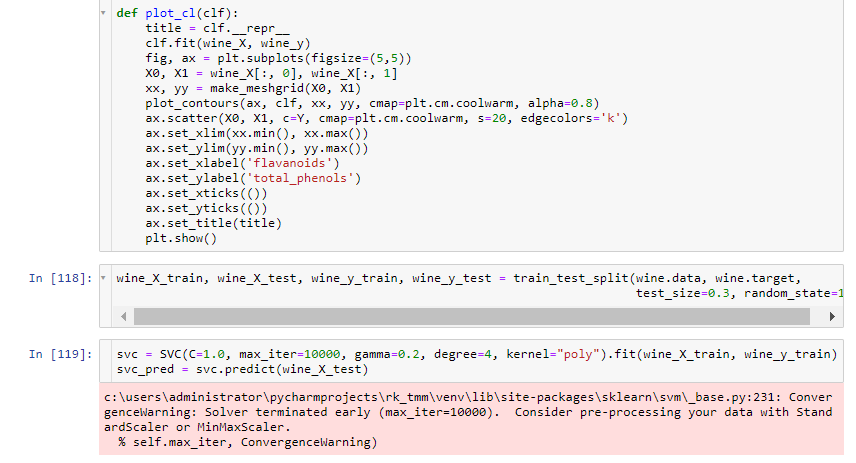 def plot_cl(clf):
    title = clf.__repr__
    clf.fit(wine_X, wine_y)
    fig, ax = plt.subplots(figsize=(5,5))
    X0, X1 = wine_X[:, 0], wine_X[:, 1]
    xx, yy = make_meshgrid(X0, X1)
    plot_contours(ax, clf, xx, yy, cmap=plt.cm.coolwarm, alpha=0.8)
    ax.scatter(X0, X1, c=Y, cmap=plt.cm.coolwarm, s=20, edgecolors='k')
    ax.set_xlim(xx.min(), xx.max())
    ax.set_ylim(yy.min(), yy.max())
    ax.set_xlabel('flavanoids')
    ax.set_ylabel('total_phenols')
    ax.set_xticks(())
    ax.set_yticks(())
    ax.set_title(title)
    plt.show()
In [118]: wine_X_train, wine_X_test, wine_y_train, wine_y_test = train_test_split(wine.data, wine.target,
test_size=0.3, random_state=1
In [119]: svc = SVC(C=1.0, max_iter=10000, gamma=0.2, degree=4, kernel="poly").fit(wine_X_train, wine_y_train)
svc_pred = svc.predict(wine_X_test)
c:\users\administrator\pycharmprojects\rk_tmm\venv\lib\site-packages\sklearn\svm\_base.py:231: Conver
genceWarning: Solver terminated early (max_iter=10000).  Consider pre-processing your data with Stand
ardScaler or MinMaxScaler.
  % self.max_iter, ConvergenceWarning)